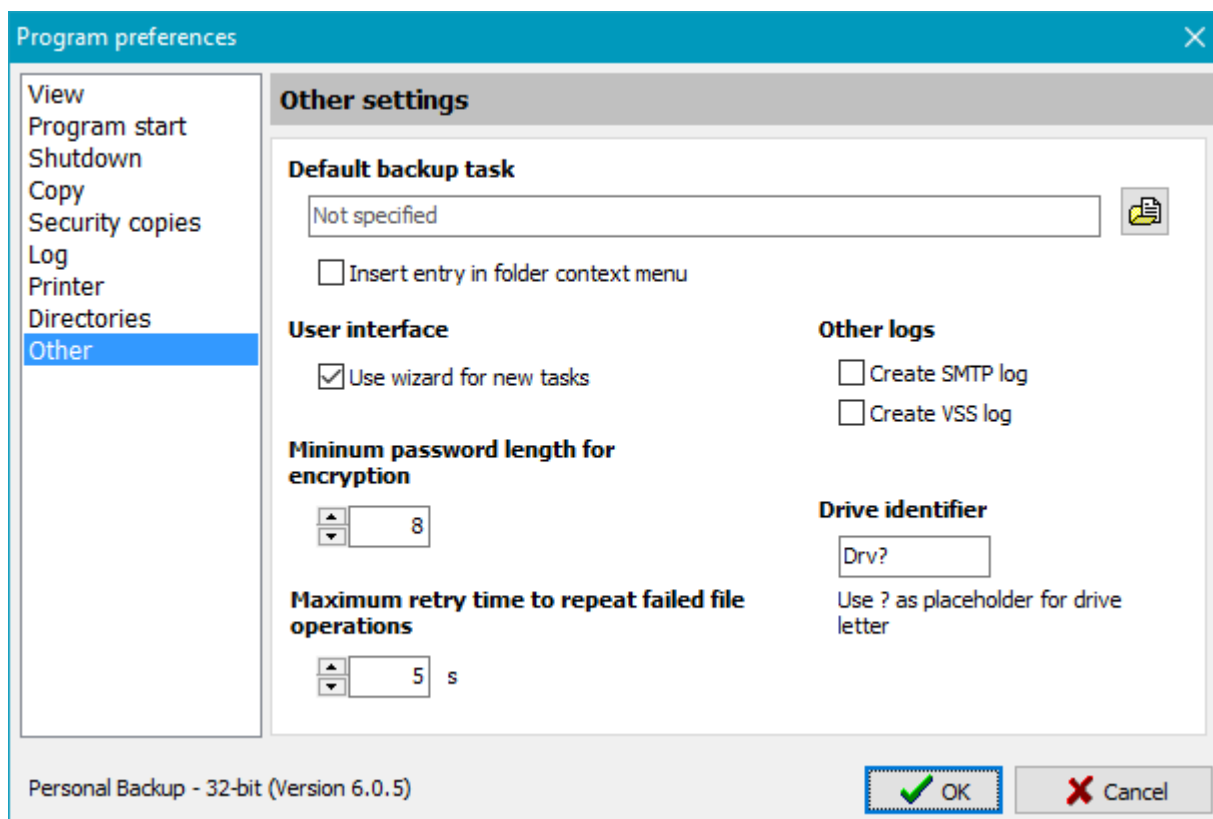 Program preferences
View
Program start
Shutdown
Copy
Security copies
Log
Printer
Directories
Other
Other settings
Default backup task
Not specified
Insert entry in folder context menu
User interface
Use wizard for new tasks
Mininum password length for
encryption
8
Maximum retry time to repeat failed file
operations
5 s
Other logs
Create SMTP log
Create VSS log
Drive identifier
Drv?
Use ? as placeholder for drive
letter
Personal Backup - 32-bit (Version 6.0.5)
OK
Cancel